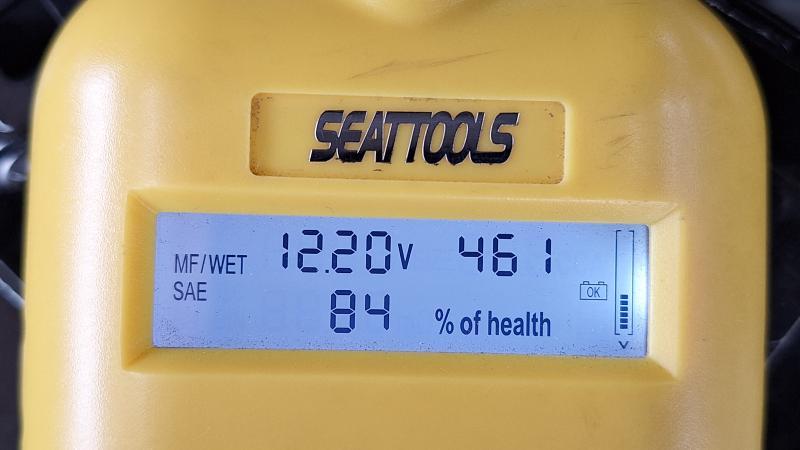 SEATTOOLS
MF/WET 12.20V 461
SAE
84 % of health
OK
V